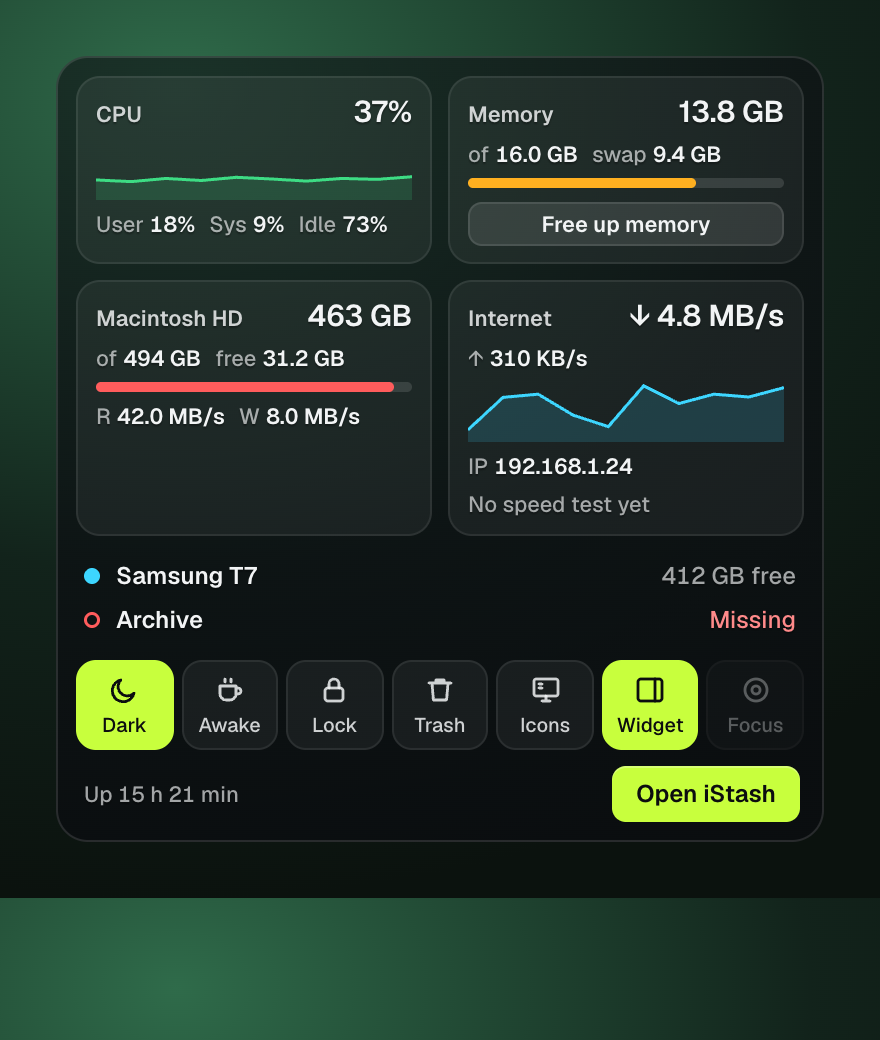 CPU 37%
User 18% Sys 9% Idle 73%
Memory 13.8 GB
of 16.0 GB swap 9.4 GB
Free up memory
Macintosh HD 463 GB
of 494 GB free 31.2 GB
R 42.0 MB/s W 8.0 MB/s
Internet ↓ 4.8 MB/s
↑ 310 KB/s
IP 192.168.1.24
No speed test yet
Samsung T7 412 GB free
Archive Missing
Dark Awake Lock Trash Icons Widget Focus
Up 15 h 21 min Open iStash